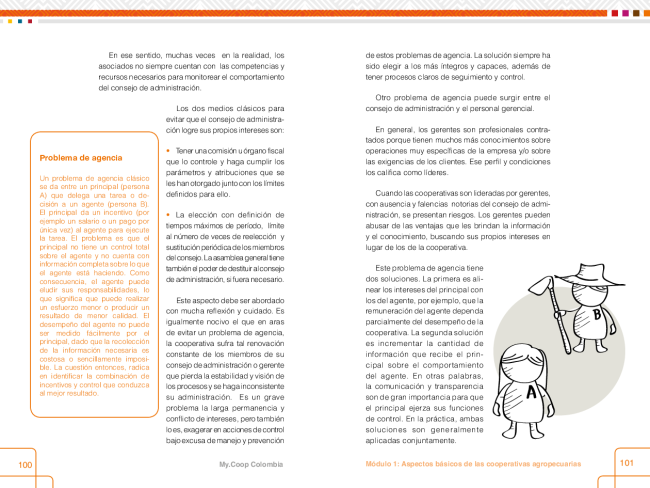 En ese sentido, muchas veces en la realidad, los
asociados no siempre cuentan con las competencias y
recursos necesarios para monitorear el comportamiento
del consejo de administración.
Los dos medios clásicos para
evitar que el consejo de administra-
ción logre sus propios intereses son:
• Tener una comisión u órgano fiscal
que lo controle y haga cumplir los
parámetros y atribuciones que se
les han otorgado junto con los límites
definidos para ello.
• La elección con definición de
tiempos máximos de período, límite
al número de veces de reelección y
sustitución periódica de los miembros
del consejo. La asamblea general tiene
también el poder de destituir al consejo
de administración, si fuera necesario.
Este aspecto debe ser abordado
con mucha reflexión y cuidado. Es
igualmente nocivo el que en aras
de evitar un problema de agencia,
la cooperativa sufra tal renovación
constante de los miembros de su
consejo de administración o gerente
que pierda la estabilidad y visión de
los procesos y se haga inconsistente
su administración. Es un grave
problema la larga permanencia y
conflicto de intereses, pero también
lo es, exagerar en acciones de control
bajo excusa de manejo y prevención
Problema de agencia
Un problema de agencia clásico
se da entre un principal (persona
A) que delega una tarea o de-
cisión a un agente (persona B).
El principal da un incentivo (por
ejemplo un salario o un pago por
única vez) al agente para ejecute
la tarea. El problema es que el
principal no tiene un control total
sobre el agente y no cuenta con
información completa sobre lo que
el agente está haciendo. Como
consecuencia, el agente puede
eludir sus responsabilidades, lo
que significa que puede realizar
un esfuerzo menor o producir un
resultado de menor calidad. El
desempeño del agente no puede
ser medido fácilmente por el
principal, dado que la recolección
de la información necesaria es
costosa o sencillamente imposi-
ble. La cuestión entonces, radica
en identificar la combinación de
incentivos y control que conduzca
al mejor resultado.
100
My.Coop Colombia
de estos problemas de agencia. La solución siempre ha
sido elegir a los más íntegros y capaces, además de
tener procesos claros de seguimiento y control.
Otro problema de agencia puede surgir entre el
consejo de administración y el personal gerencial.
En general, los gerentes son profesionales contra-
tados porque tienen muchos más conocimientos sobre
operaciones muy específicas de la empresa y/o sobre
las exigencias de los clientes. Ese perfil y condiciones
los califica como líderes.
Cuando las cooperativas son lideradas por gerentes,
con ausencia y falencias notorias del consejo de admi-
nistración, se presentan riesgos. Los gerentes pueden
abusar de las ventajas que les brindan la información
y el conocimiento, buscando sus propios intereses en
lugar de los de la cooperativa.
Este problema de agencia tiene
dos soluciones. La primera es ali-
near los intereses del principal con
los del agente, por ejemplo, que la
remuneración del agente dependa
parcialmente del desempeño de la
cooperativa. La segunda solución
es incrementar la cantidad de
información que recibe el prin-
cipal sobre el comportamiento
del agente. En otras palabras,
la comunicación y transparencia
son de gran importancia para que
el principal ejerza sus funciones
de control. En la práctica, ambas
soluciones son generalmente
aplicadas conjuntamente.
B
A
Módulo 1: Aspectos básicos de las cooperativas agropecuarias
101